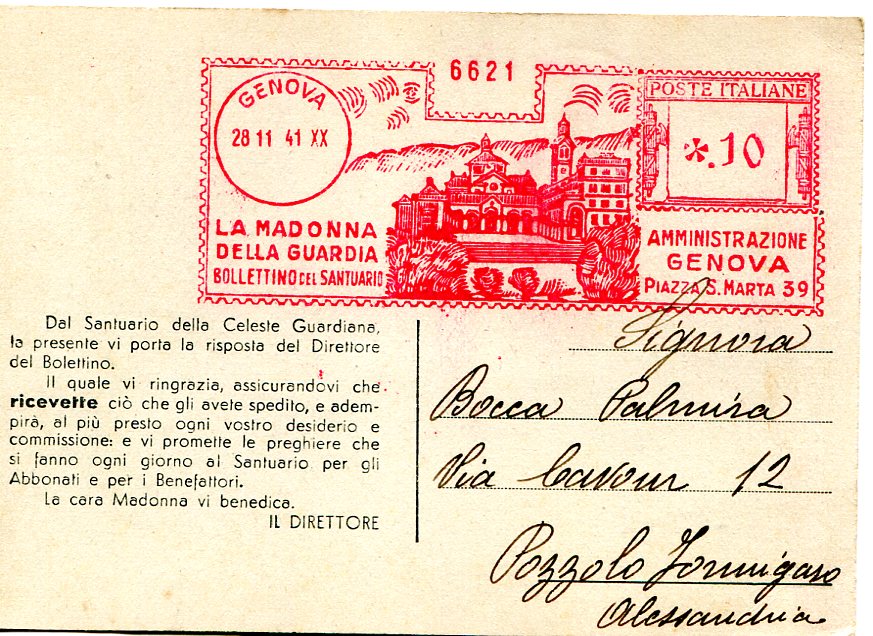 6621
GENOVA
28 11 41 XX
POSTE ITALIANE
.10
LA MADONNA
DELLA GUARDIA
BOLLETTINO DEL SANTUARIO
AMMINISTRAZIONE
GENOVA
PIAZZA S. MARTA 39
Dal Santuario della Celeste Guardiana,
la presente vi porta la risposta del Direttore
del Bolettino.
Il quale vi ringrazia, assicurandovi che
ricevette ciò che gli avete spedito, e adem-
pirà, al più presto ogni vostro desiderio e
commissione: e vi promette le preghiere che
si fanno ogni giorno al Santuario per gli
Abbonati e per i Benefattori.
La cara Madonna vi benedica.
IL DIRETTORE
Signora
Bocca Palmira
Via Cavour 12
Pozzolo Formigaro
Alessandria